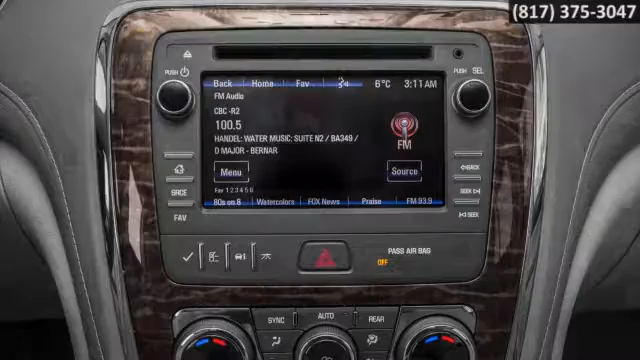 (817) 375-3047
PUSH
PUSH SEL
Back Home Fav 6°C 3:11 AM
FM Audio
CBC -R2
100.5
HANDEL: WATER MUSIC: SUITE N2 / BA349 /
D MAJOR - BERNAR
FM
Menu Source
Fav 1 2 3 4 5 6
80s on 8 Watercolors FOX News Praise FM 93.9
SRCE
FAV
BACK
SEEK
SEEK
PASS AIR BAG
OFF
SYNC AUTO REAR